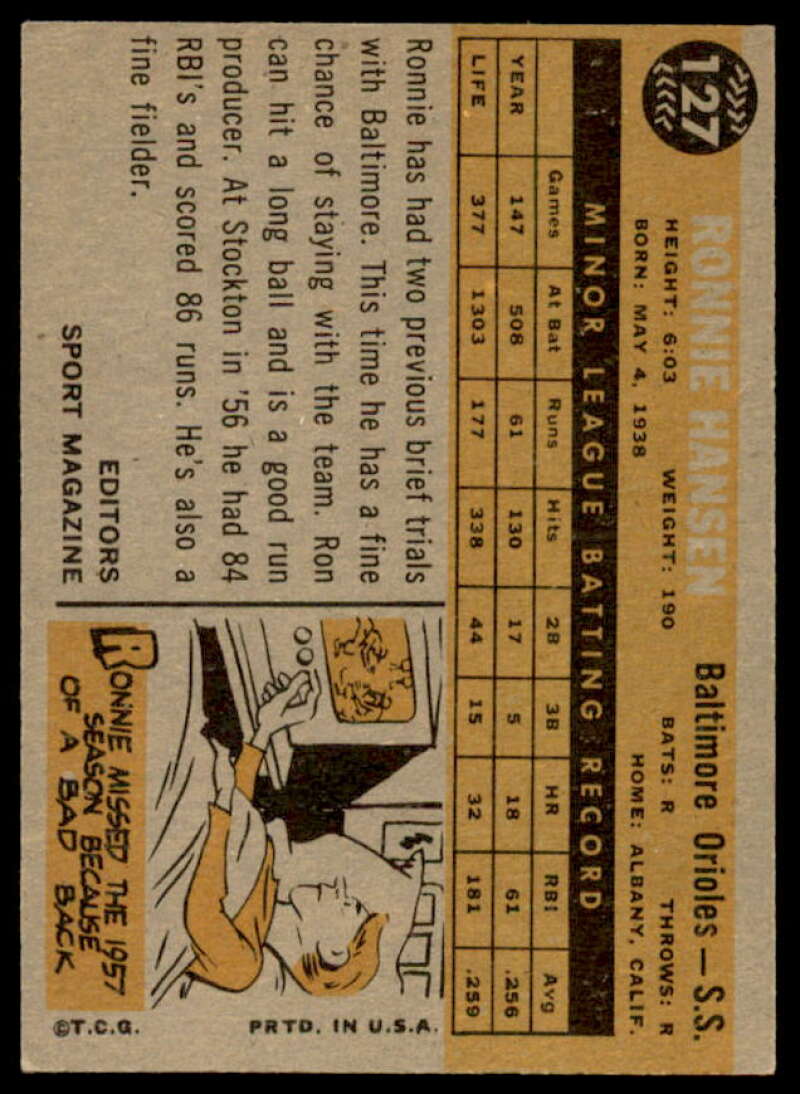 127
RONNIE HANSEN Baltimore Orioles — S.S.
HEIGHT: 6:03 WEIGHT: 190 BATS: R THROWS: R
BORN: MAY 4, 1938 HOME: ALBANY, CALIF.
MINOR LEAGUE BATTING RECORD
Games At Bat Runs Hits 2B 3B HR RBI Avg
YEAR 147 508 61 130 17 5 18 61 .256
LIFE 377 1303 177 338 44 15 32 181 .259
Ronnie has had two previous brief trials
with Baltimore. This time he has a fine
chance of staying with the team. Ron
can hit a long ball and is a good run
producer. At Stockton in '56 he had 84
RBI's and scored 86 runs. He's also a
fine fielder.
EDITORS
SPORT MAGAZINE
RONNIE MISSED THE 1957
SEASON BECAUSE
OF A BAD BACK
©T.C.G. PRTD. IN U.S.A.